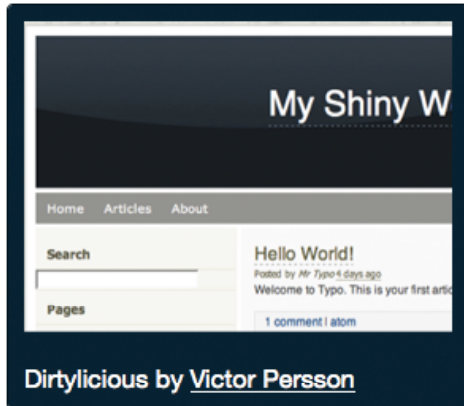 My Shiny W
Home Articles About
Search
Pages
Hello World!
Posted by Mr Typo 4 days ago
Welcome to Typo. This is your first artic
1 comment | atom
Dirtylicious by Victor Persson